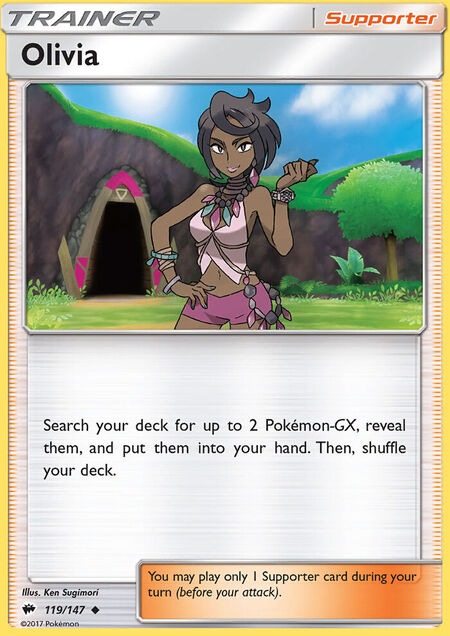 TRAINER Supporter
Olivia
Search your deck for up to 2 Pokémon-GX, reveal
them, and put them into your hand. Then, shuffle
your deck.
Illus. Ken Sugimori
119/147
©2017 Pokémon
You may play only 1 Supporter card during your
turn (before your attack).